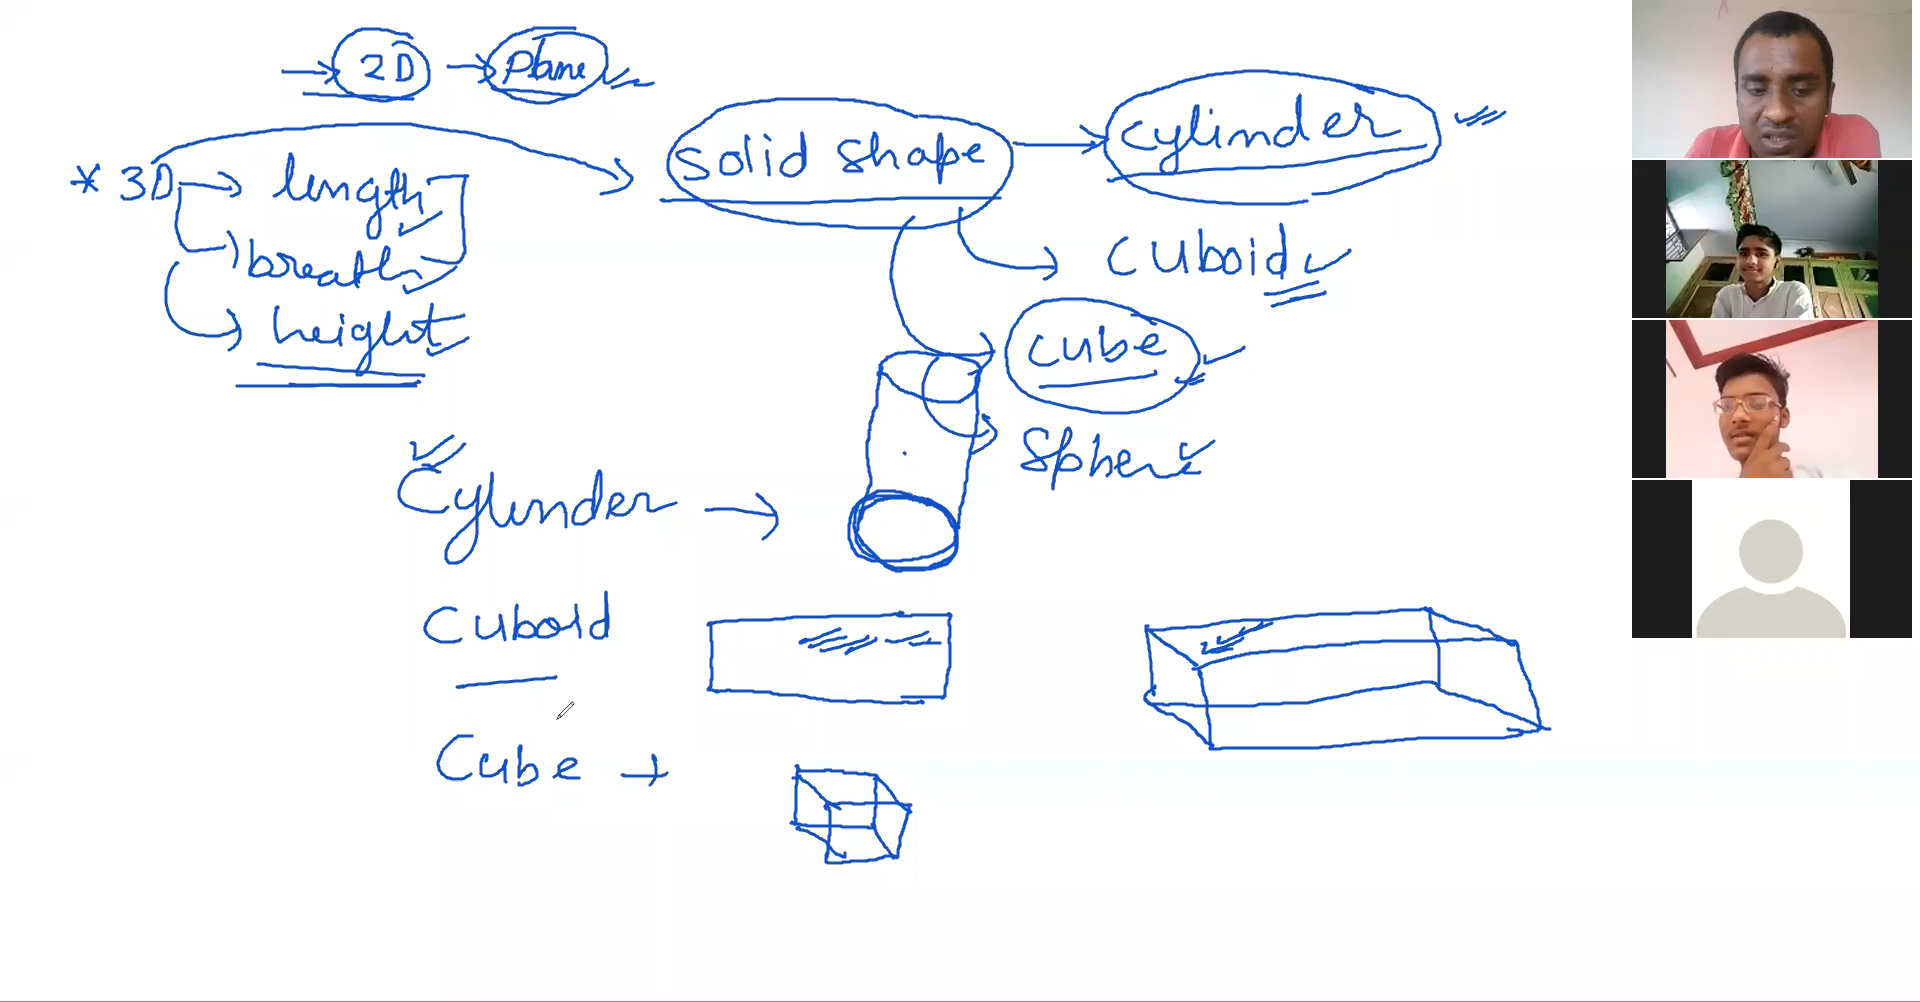 → 2D → Plane
* 3D → length
breath
height
solid shape → cylinder
cuboid
cube
Sphere
Cylinder →
Cuboid
Cube →